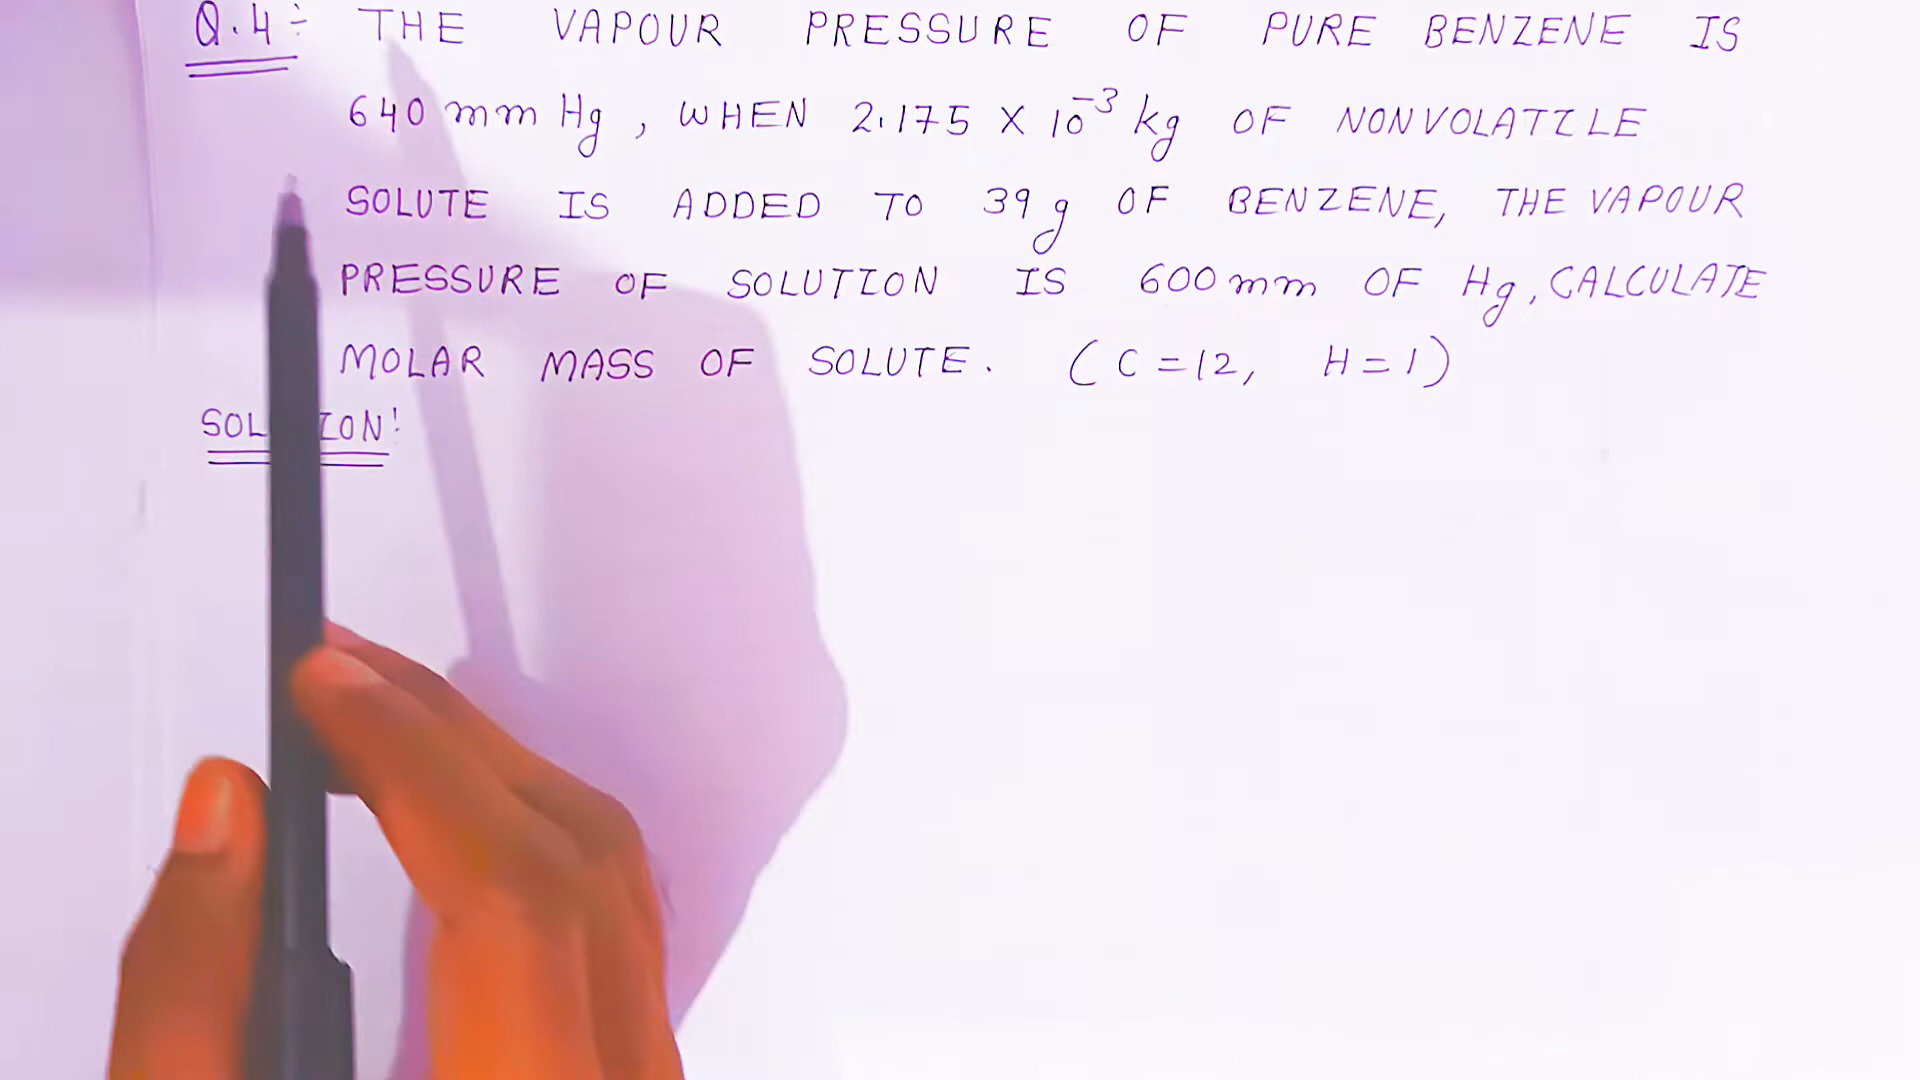 Q.4÷ THE VAPOUR PRESSURE OF PURE BENZENE IS
640 mm Hg, WHEN 2.175 X 10⁻³ kg OF NONVOLATILE
SOLUTE IS ADDED TO 39 g OF BENZENE, THE VAPOUR
PRESSURE OF SOLUTION IS 600 mm OF Hg, CALCULATE
MOLAR MASS OF SOLUTE. (C = 12, H = 1)